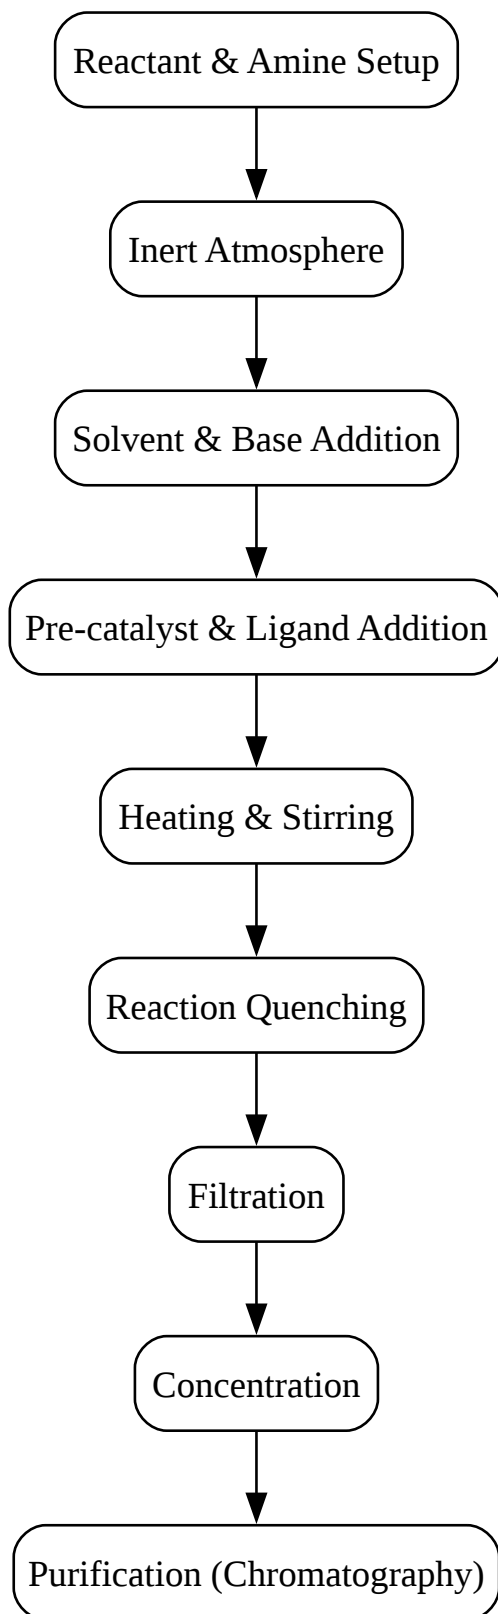 Reactant & Amine Setup
Inert Atmosphere
Solvent & Base Addition
Pre-catalyst & Ligand Addition
Heating & Stirring
Reaction Quenching
Filtration
Concentration
Purification (Chromatography)